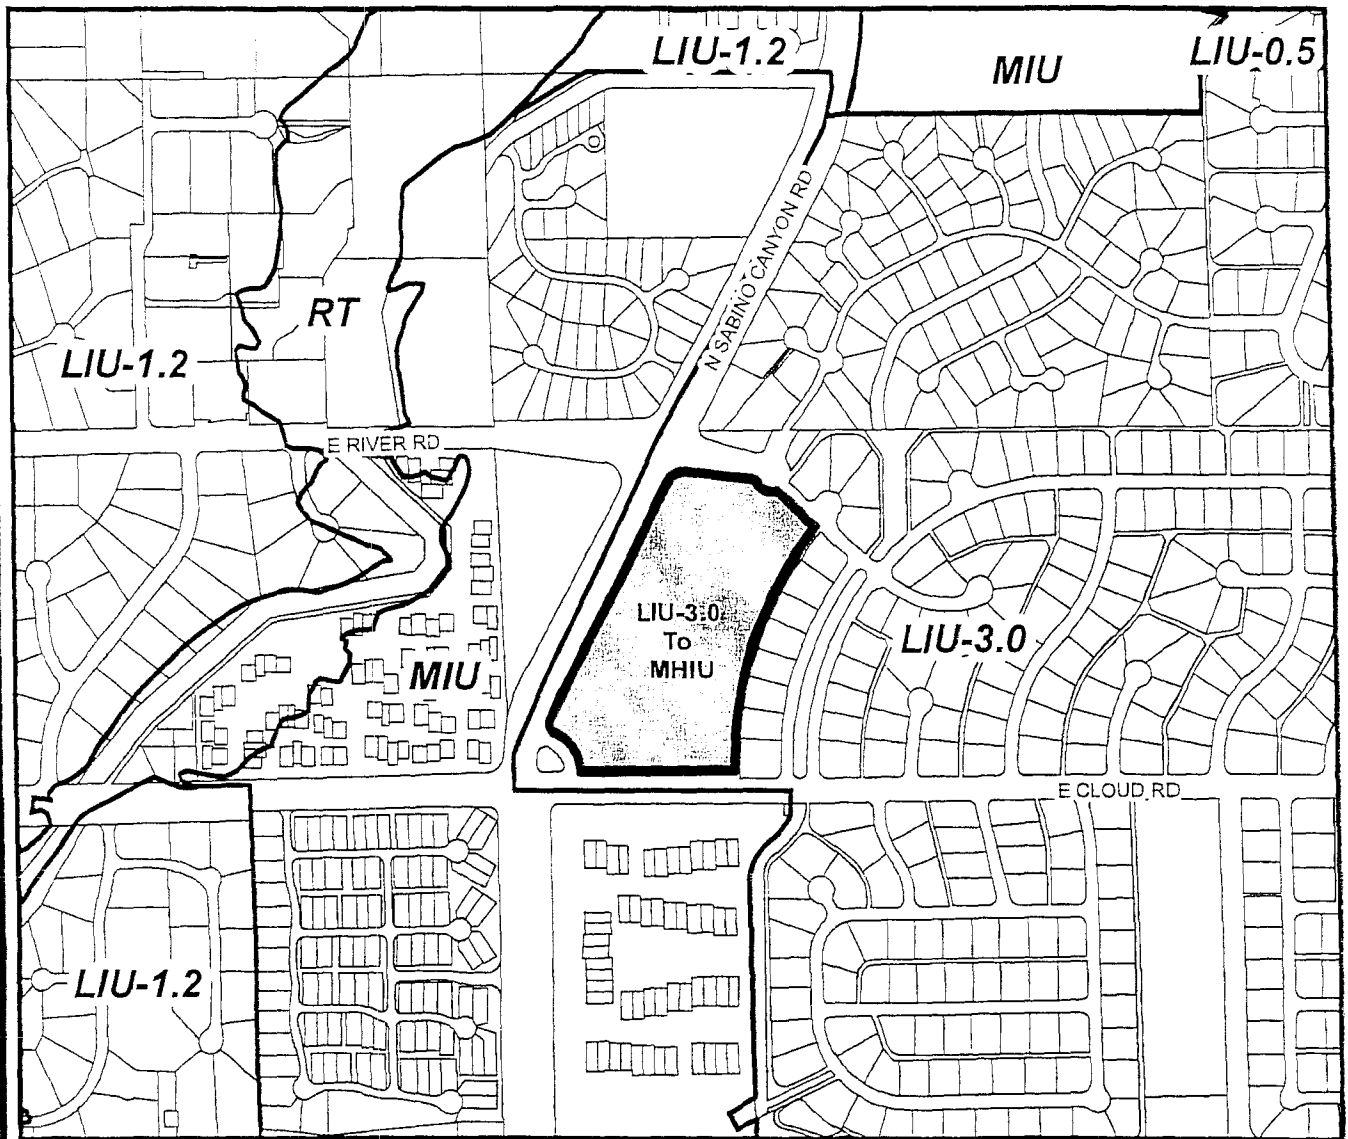 LIU-1.2
MIU
LIU-0.5
N SABINO CANYON RD
RT
LIU-1.2
E RIVER RD
LIU-3.0
To
MHIU
LIU-3.0
MIU
E CLOUD RD
LIU-1.2